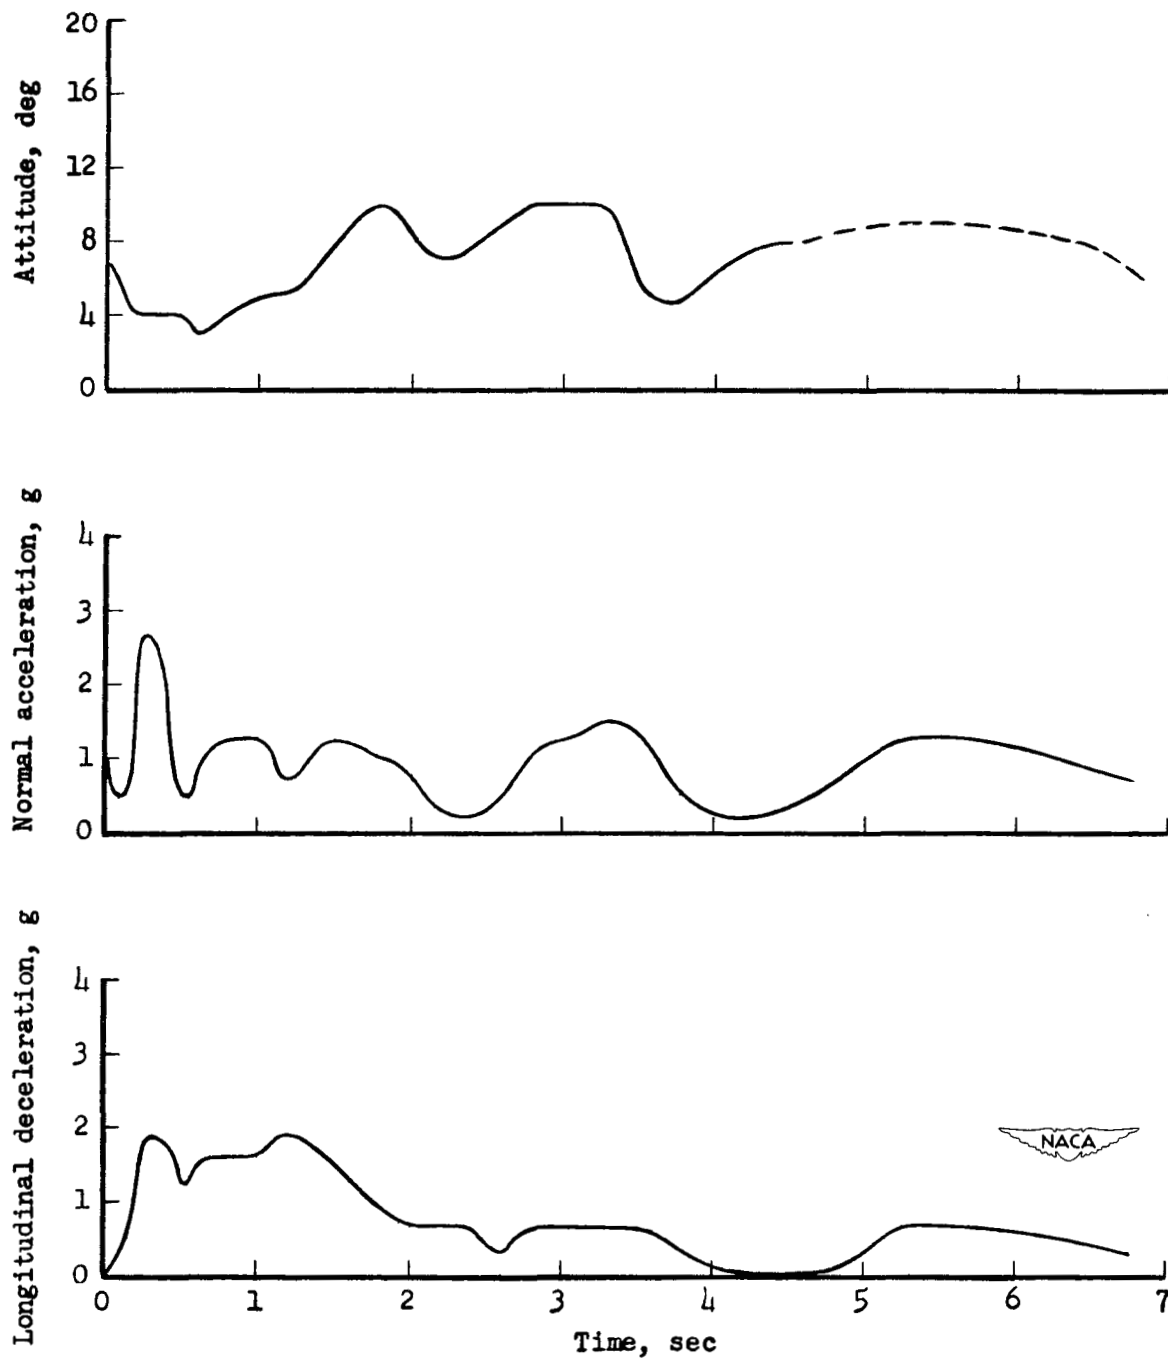 Attitude, deg
20
16
12
8
4
0
Normal acceleration, g
4
3
2
1
0
Longitudinal deceleration, g
4
3
2
1
0
NACA
0 1 2 3 4 5 6 7
Time, sec